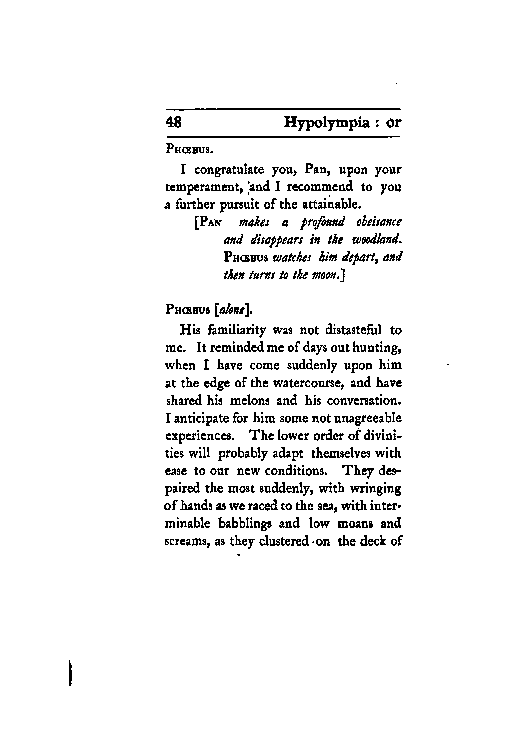 48 Hypolympia : or
Phœbus.
I congratulate you, Pan, upon your
temperament, and I recommend to you
a further pursuit of the attainable.
[Pan makes a profound obeisance
and disappears in the woodland.
Phœbus watches him depart, and
then turns to the moon.]
Phœbus [alone].
His familiarity was not distasteful to
me. It reminded me of days out hunting,
when I have come suddenly upon him
at the edge of the watercourse, and have
shared his melons and his conversation.
I anticipate for him some not unagreeable
experiences. The lower order of divini-
ties will probably adapt themselves with
ease to our new conditions. They des-
paired the most suddenly, with wringing
of hands as we raced to the sea, with inter-
minable babblings and low moans and
screams, as they clustered on the deck of